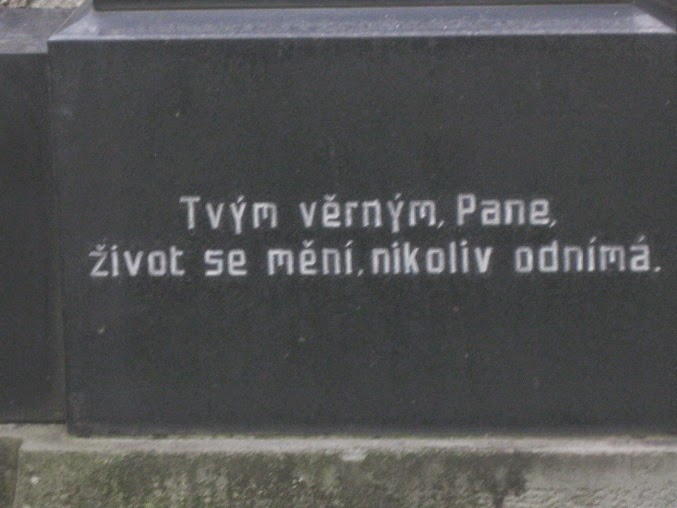 Tvým věrným, Pane,
život se mění, nikoliv odnímá.